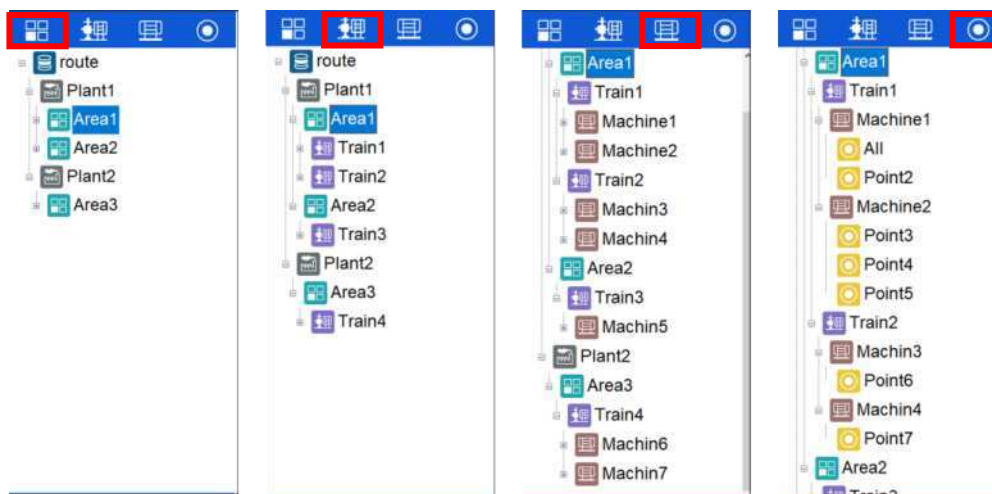 route
Plant1
Area1
Area2
Plant2
Area3
route
Plant1
Area1
Train1
Train2
Area2
Train3
Plant2
Area3
Train4
Area1
Train1
Machine1
Machine2
Train2
Machin3
Machin4
Area2
Train3
Machin5
Plant2
Area3
Train4
Machin6
Machin7
Area1
Train1
Machine1
All
Point2
Machine2
Point3
Point4
Point5
Train2
Machin3
Point6
Machin4
Point7
Area2